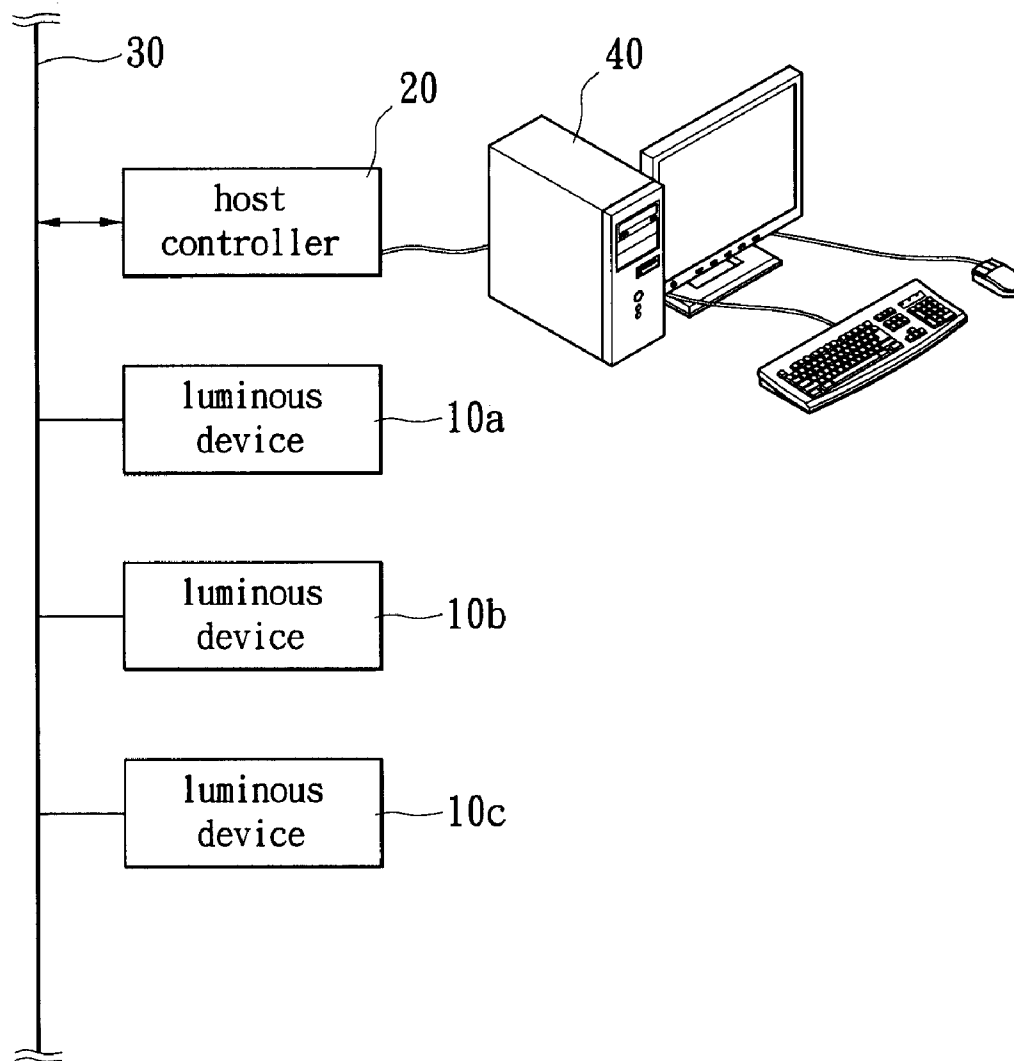 30
40
20
host
controller
luminous
device
10a
luminous
device
10b
luminous
device
10c